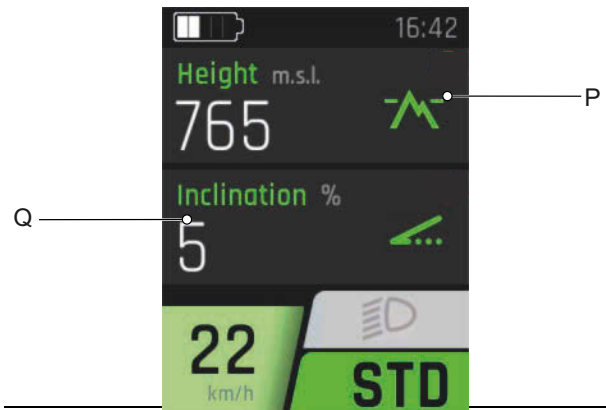 16:42
Height m.s.l.
765
P
Inclination %
Q
5
22
km/h
STD